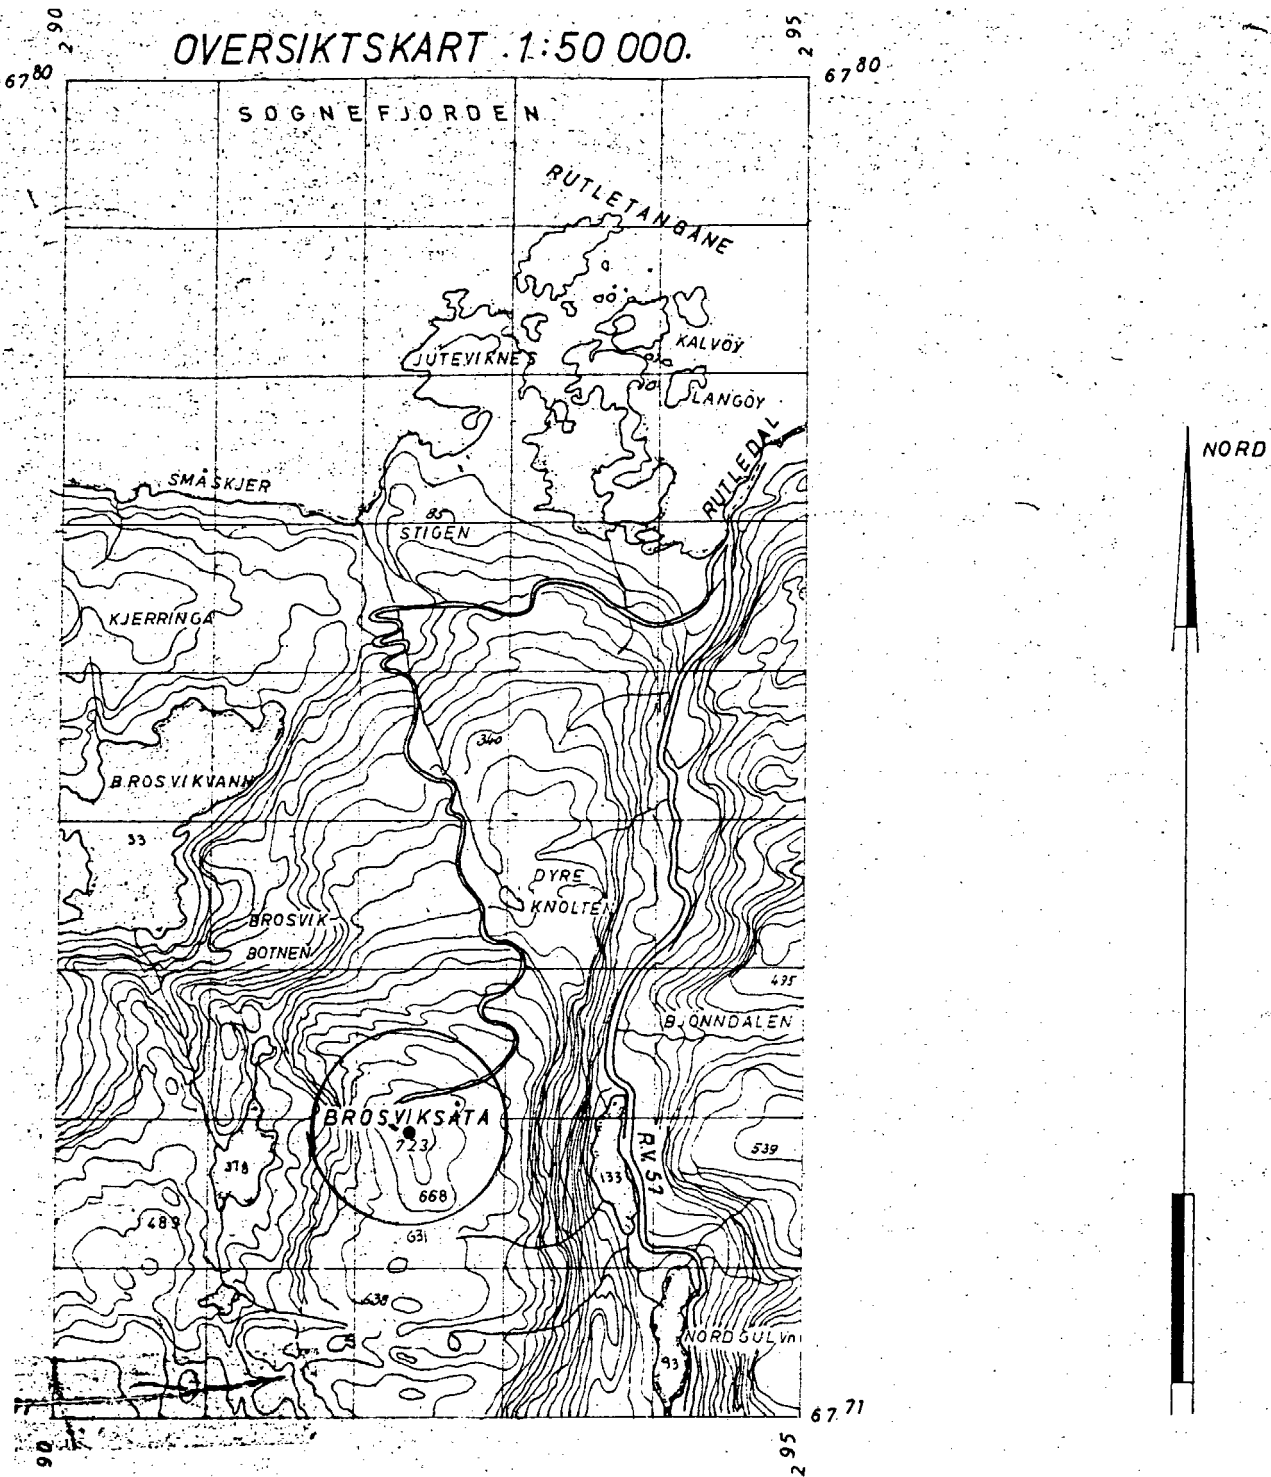 2 90
2 95
OVERSIKTSKART .1:50 000.
67 80
67 80
SOGNEFJORDEN
RUTLETANGANE
KALVÖY
JUTEVIKNES
LANGÖY
RUTLEDAL
NORD
SMÅSKJER
85
STIGEN
KJERRINGA
340
BROSVIKVANN
33
DYRE
KNOLTEN
BROSVIK
BOTNEN
495
BJÖNNDALEN
BROSVIKSÅTA
723
R.V. 57
539
378
133
668
489
631
638
NORDGULVN
93
67 71
90
2 95